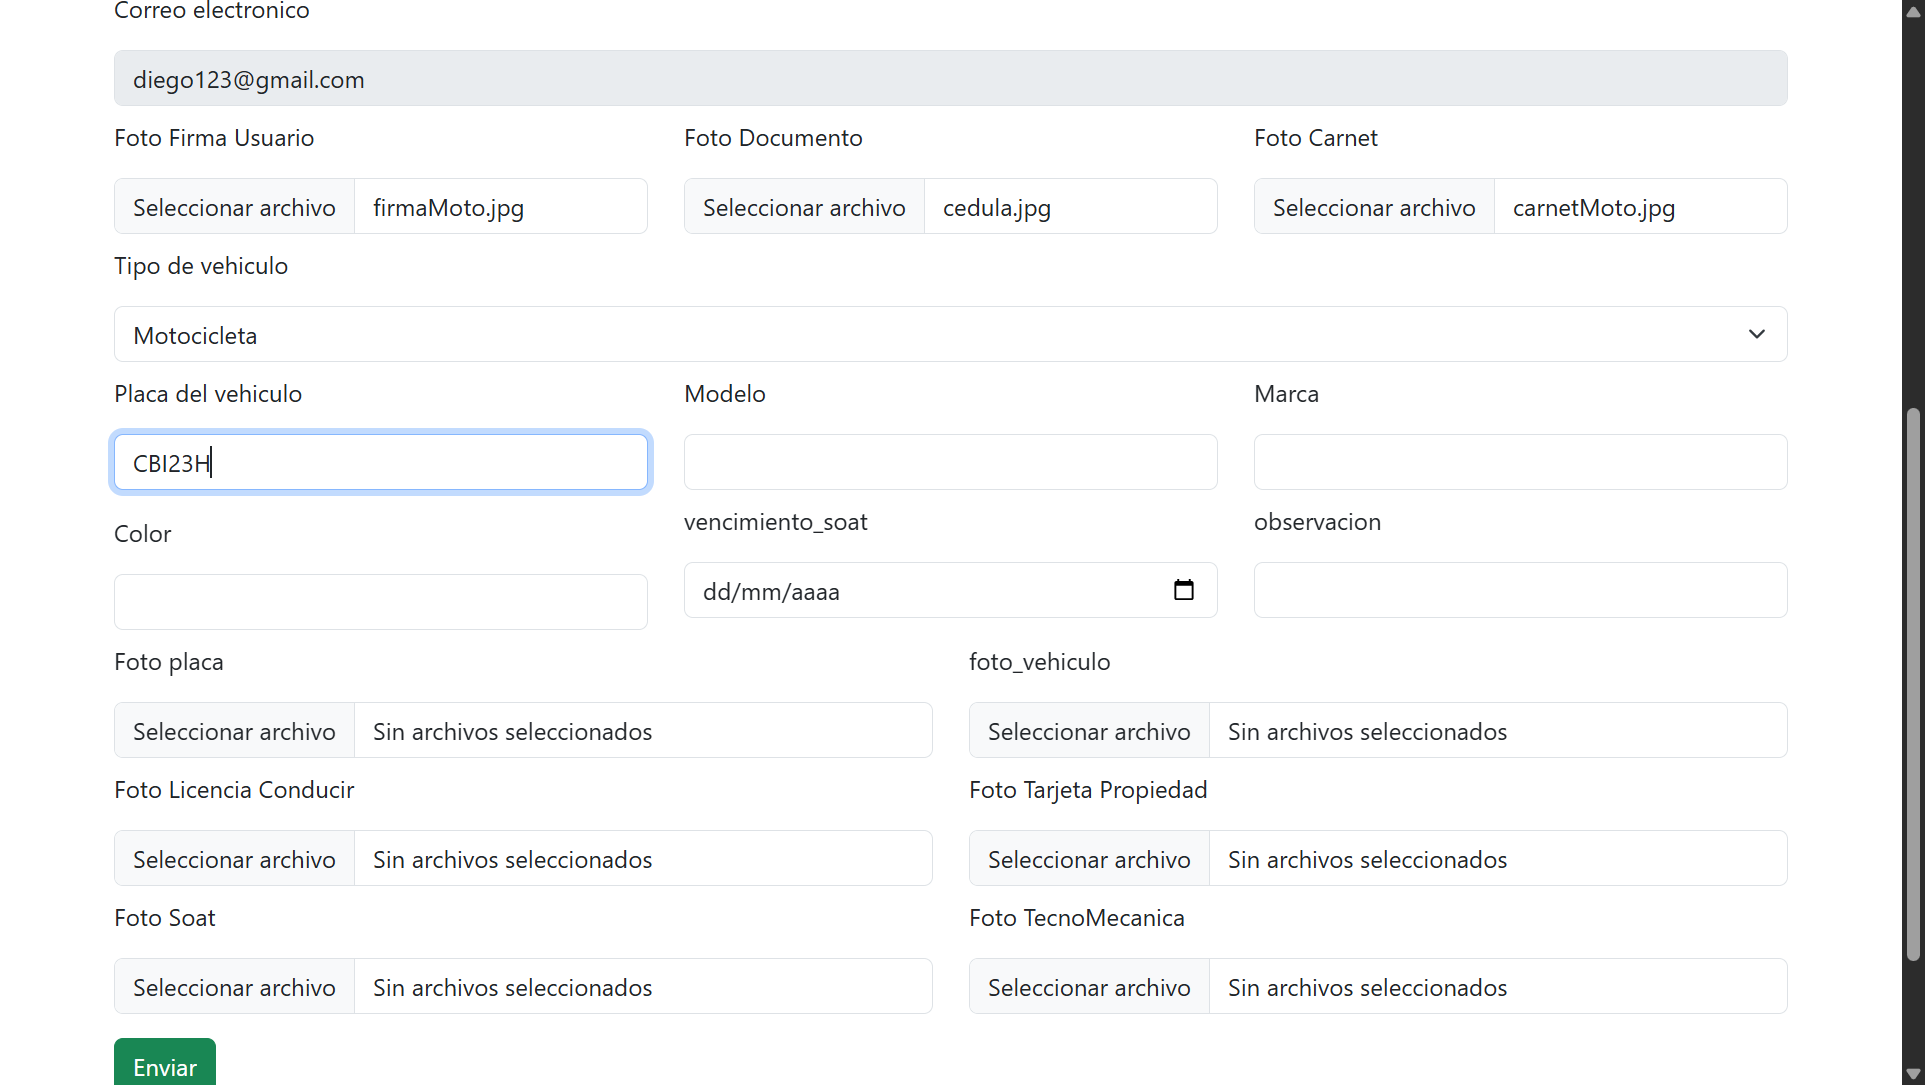 Correo electronico
diego123@gmail.com
Foto Firma Usuario Foto Documento Foto Carnet
Seleccionar archivo firmaMoto.jpg Seleccionar archivo cedula.jpg Seleccionar archivo carnetMoto.jpg
Tipo de vehiculo
Motocicleta
Placa del vehiculo Modelo Marca
CBI23H
Color vencimiento_soat observacion
dd/mm/aaaa
Foto placa foto_vehiculo
Seleccionar archivo Sin archivos seleccionados Seleccionar archivo Sin archivos seleccionados
Foto Licencia Conducir Foto Tarjeta Propiedad
Seleccionar archivo Sin archivos seleccionados Seleccionar archivo Sin archivos seleccionados
Foto Soat Foto TecnoMecanica
Seleccionar archivo Sin archivos seleccionados Seleccionar archivo Sin archivos seleccionados
Enviar